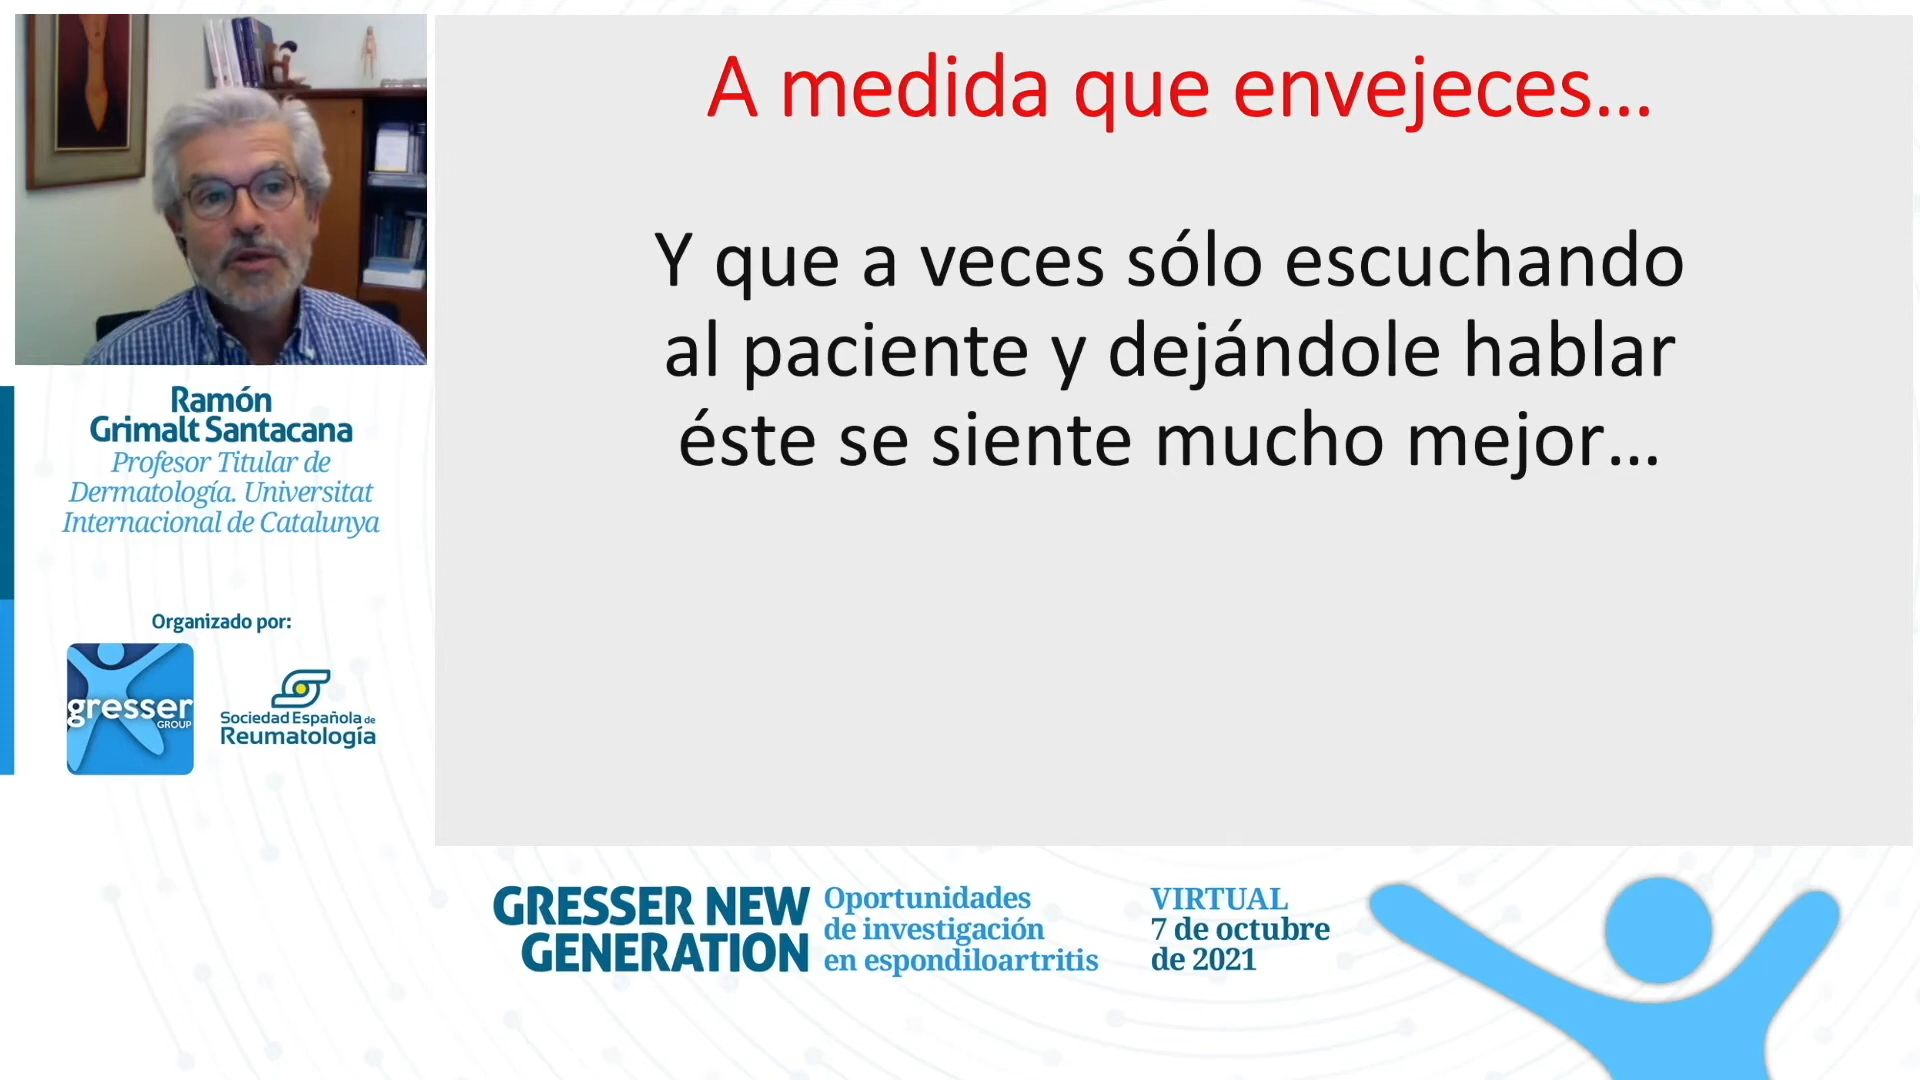 A medida que envejeces...
Y que a veces sólo escuchando
al paciente y dejándole hablar
éste se siente mucho mejor...
Ramón
Grimalt Santacana
Profesor Titular de
Dermatología. Universitat
Internacional de Catalunya
Organizado por:
gresser
GROUP
Sociedad Española de
Reumatología
GRESSER NEW
GENERATION
Oportunidades
de investigación
en espondiloartritis
VIRTUAL
7 de octubre
de 2021